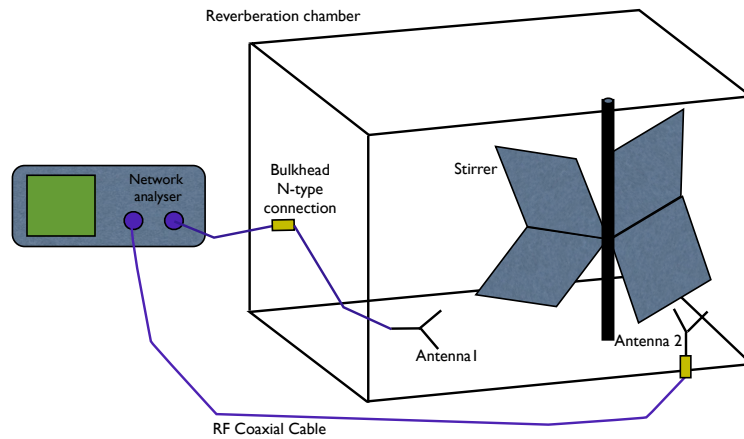 Reverberation chamber
Network
analyser
Bulkhead
N-type
connection
Stirrer
Antenna1
Antenna 2
RF Coaxial Cable